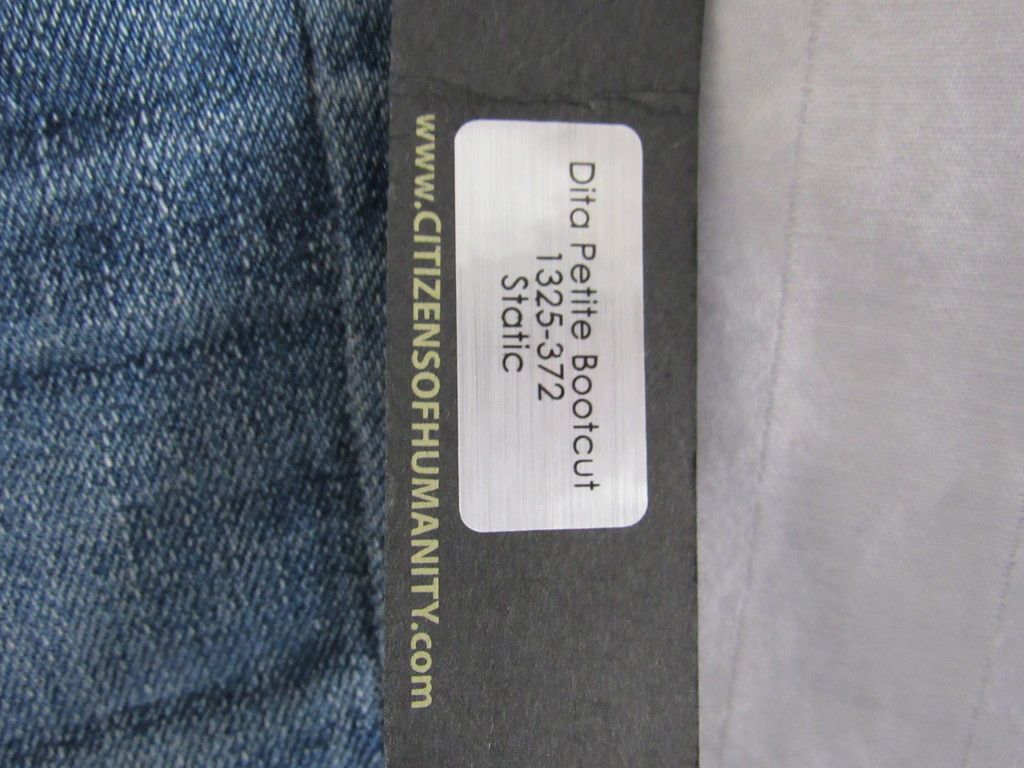 Dita Petite Bootcut
1325-372
Static
www.CITIZENSOFHUMANITY.com